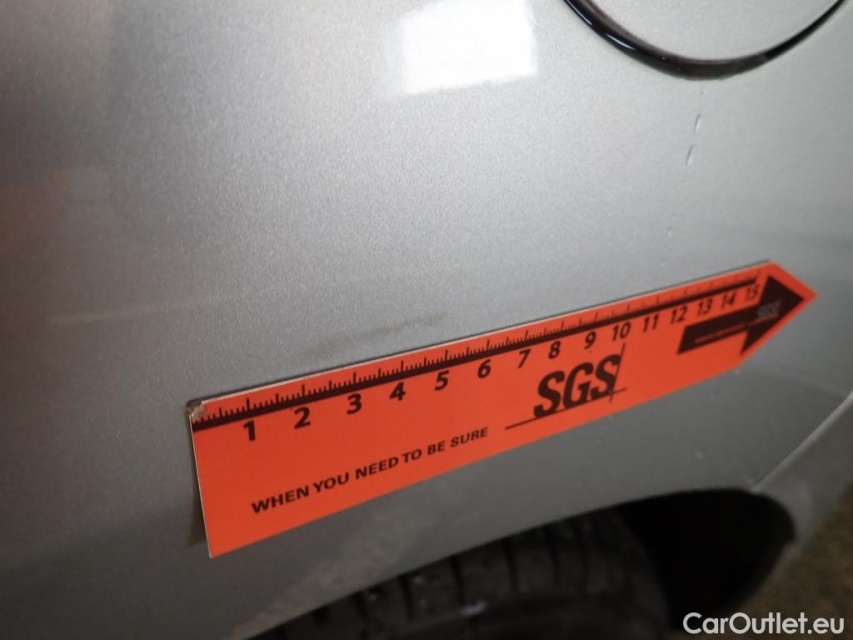 1 2 3 4 5 6 7 8 9 10 11 12 13 14 15
SGS
SGS
WHEN YOU NEED TO BE SURE
CarOutlet.eu